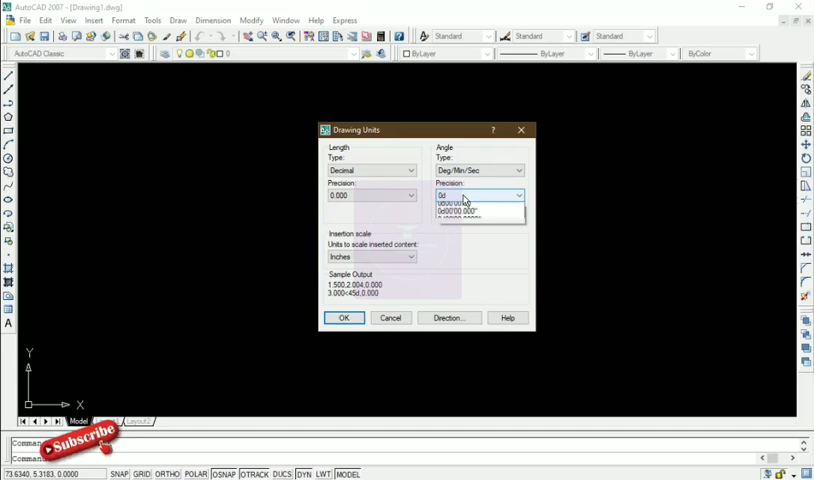 AutoCAD 2007 - [Drawing1.dwg]
File Edit View Insert Format Tools Draw Dimension Modify Window Help Express
Standard Standard Standard
AutoCAD Classic 0 ByLayer ByLayer ByLayer ByColor
Drawing Units
Length
Type:
Decimal
Precision:
0.000
Angle
Type:
Deg/Min/Sec
Precision:
0d
0d00'00.000"
Insertion scale
Units to scale inserted content:
Inches
Sample Output
1.500,2.004,0.000
3.000<45d,0.000
OK Cancel Direction... Help
Y
X
Model Layout2
Subscribe
73.6340, 5.3183, 0.0000 SNAP GRID ORTHO POLAR OSNAP OTRACK DUCS DYN LWT MODEL